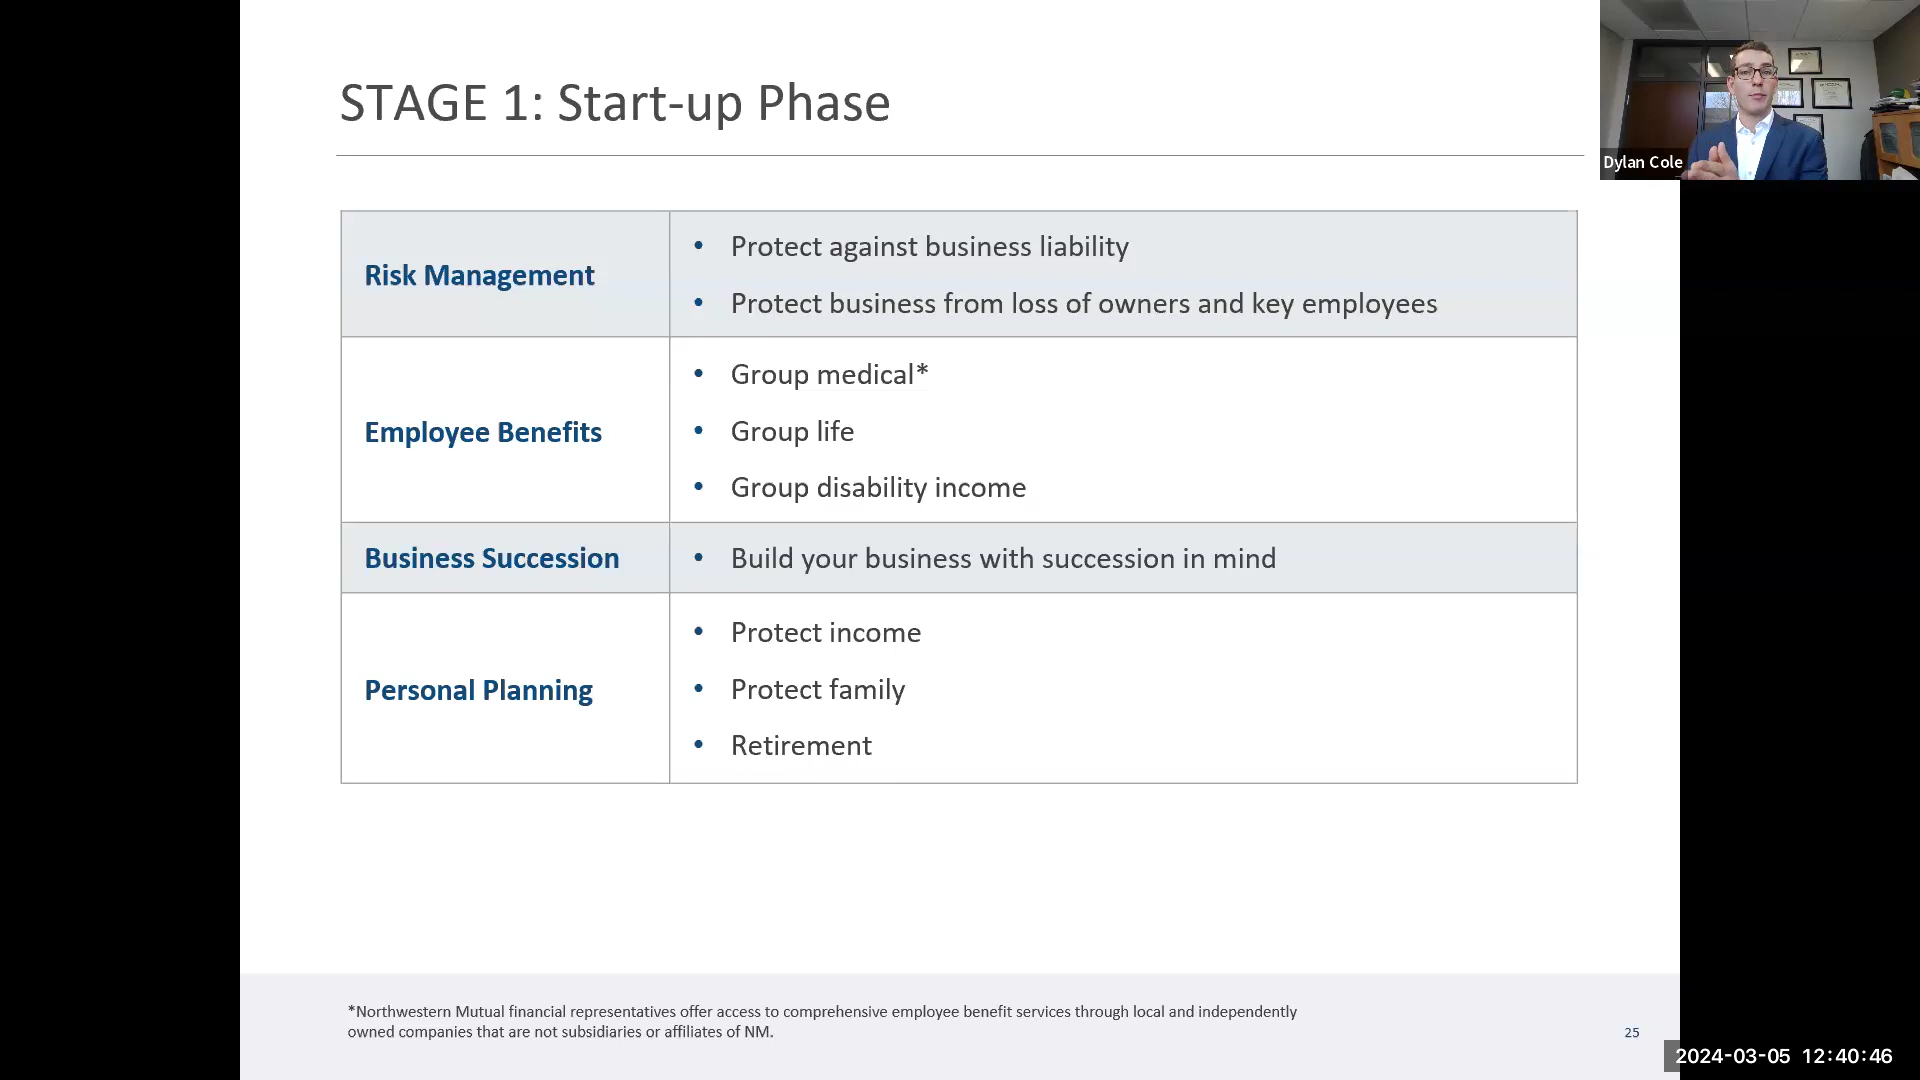 STAGE 1: Start-up Phase
Dylan Cole
Risk Management
• Protect against business liability
• Protect business from loss of owners and key employees
Employee Benefits
• Group medical*
• Group life
• Group disability income
Business Succession
• Build your business with succession in mind
Personal Planning
• Protect income
• Protect family
• Retirement
*Northwestern Mutual financial representatives offer access to comprehensive employee benefit services through local and independently
owned companies that are not subsidiaries or affiliates of NM.
25
2024-03-05 12:40:46